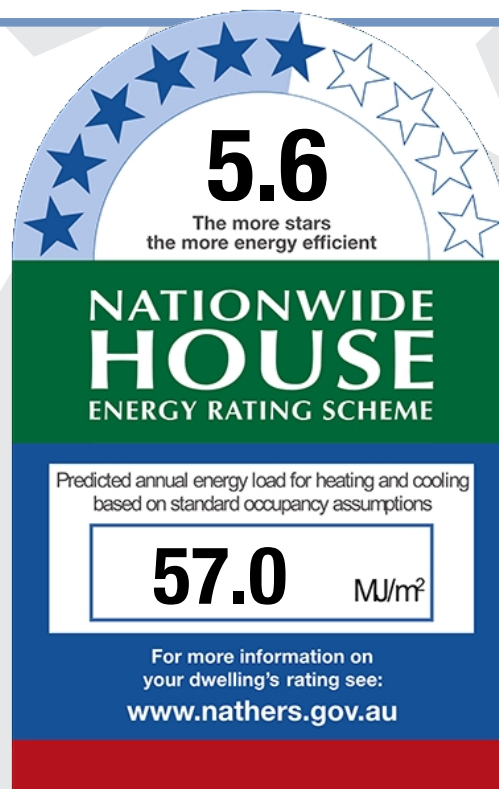 5.6
The more stars
the more energy efficient
NATIONWIDE
HOUSE
ENERGY RATING SCHEME
Predicted annual energy load for heating and cooling
based on standard occupancy assumptions
57.0 MJ/m²
For more information on
your dwelling's rating see:
www.nathers.gov.au